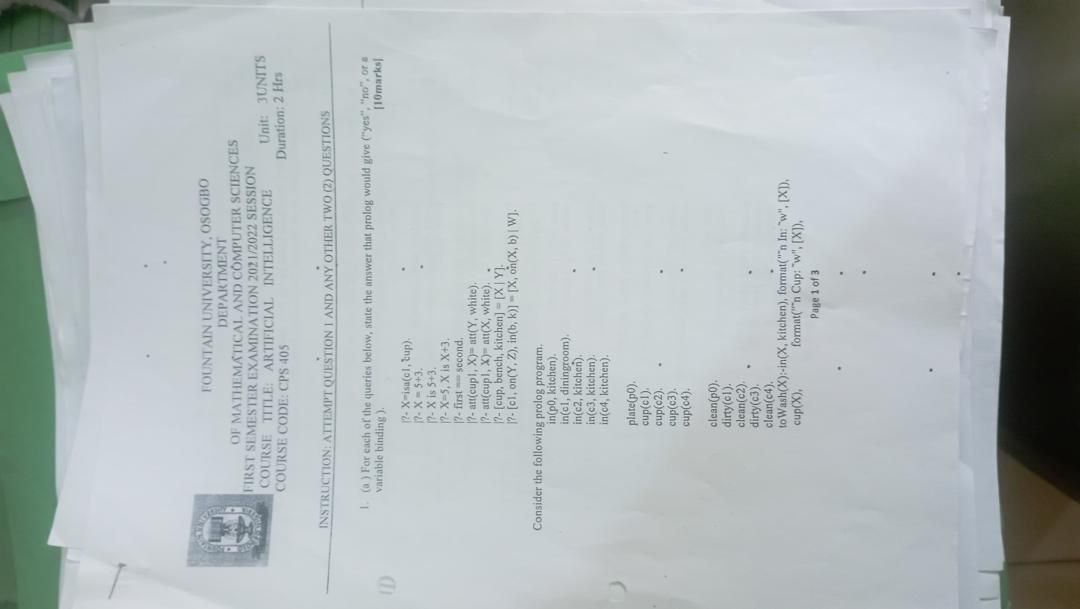 FOUNTAIN UNIVERSITY, OSOGBO
DEPARTMENT
OF MATHEMATICAL AND COMPUTER SCIENCES
FIRST SEMESTER EXAMINATION 2021/2022 SESSION
COURSE TITLE: ARTIFICIAL INTELLIGENCE Unit: 3UNITS
COURSE CODE: CPS 405 Duration: 2 Hrs
INSTRUCTION: ATTEMPT QUESTION 1 AND ANY OTHER TWO (2) QUESTIONS
1. (a ) For each of the queries below, state the answer that prolog would give ("yes", "no", or a
variable binding ). [10marks]
|?- X=isa(c1, cup).
|?- X = 5+3.
|?- X is 5+3.
|?- X=5, X is X+3.
|?- first == second.
|?- att(cup1, X)= att(Y, white).
|?- att(cup1, X)= att(X, white).
|?- [cup, bench, kitchen] = [X | Y].
|?- [c1, on(Y, Z), in(b, k)] = [X, on(X, b) | W].
Consider the following prolog program.
in(p0, kitchen).
in(c1, diningroom).
in(c2, kitchen).
in(c3, kitchen).
in(c4, kitchen).
plate(p0).
cup(c1).
cup(c2).
cup(c3).
cup(c4).
clean(p0).
dirty(c1).
clean(c2).
dirty(c3).
clean(c4).
toWash(X):-in(X, kitchen), format("~n In: ~w", [X]),
cup(X), format("~n Cup: ~w", [X]),
Page 1 of 3